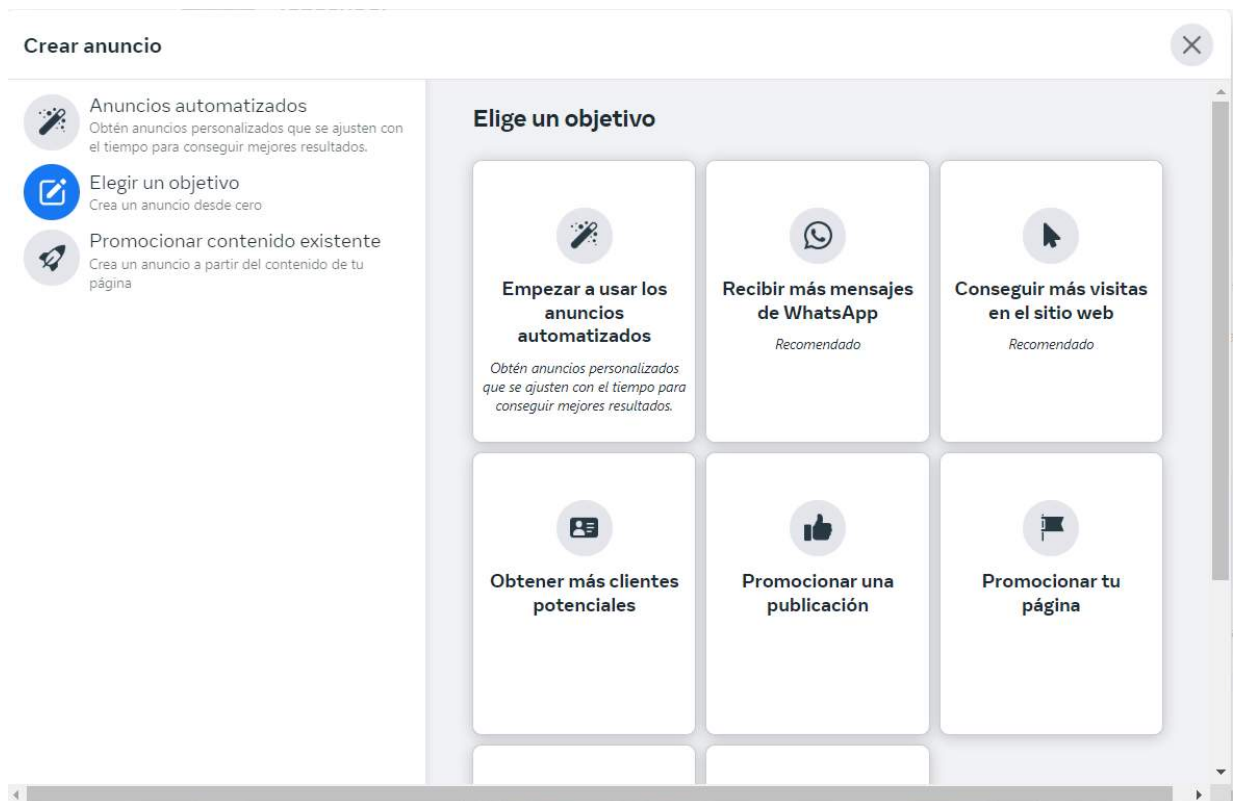 Crear anuncio
Anuncios automatizados
Obtén anuncios personalizados que se ajusten con
el tiempo para conseguir mejores resultados.
Elegir un objetivo
Crea un anuncio desde cero
Promocionar contenido existente
Crea un anuncio a partir del contenido de tu
página
Elige un objetivo
Empezar a usar los
anuncios
automatizados
Obtén anuncios personalizados
que se ajusten con el tiempo para
conseguir mejores resultados.
Recibir más mensajes
de WhatsApp
Recomendado
Conseguir más visitas
en el sitio web
Recomendado
Obtener más clientes
potenciales
Promocionar una
publicación
Promocionar tu
página